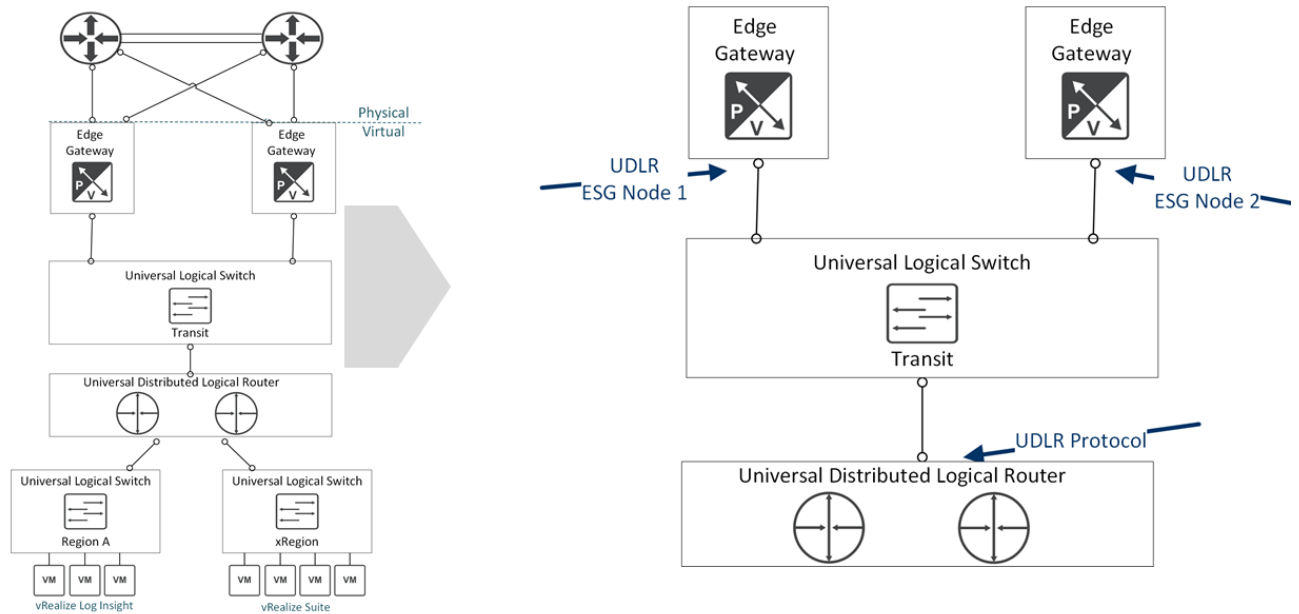 Physical
Virtual
Edge
Gateway
P
V
Edge
Gateway
P
V
Universal Logical Switch
Transit
Universal Distributed Logical Router
Universal Logical Switch
Region A
Universal Logical Switch
xRegion
VM VM VM
VM VM VM VM
vRealize Log Insight
vRealize Suite
Edge
Gateway
P
V
Edge
Gateway
P
V
UDLR
ESG Node 1
UDLR
ESG Node 2
Universal Logical Switch
Transit
UDLR Protocol
Universal Distributed Logical Router